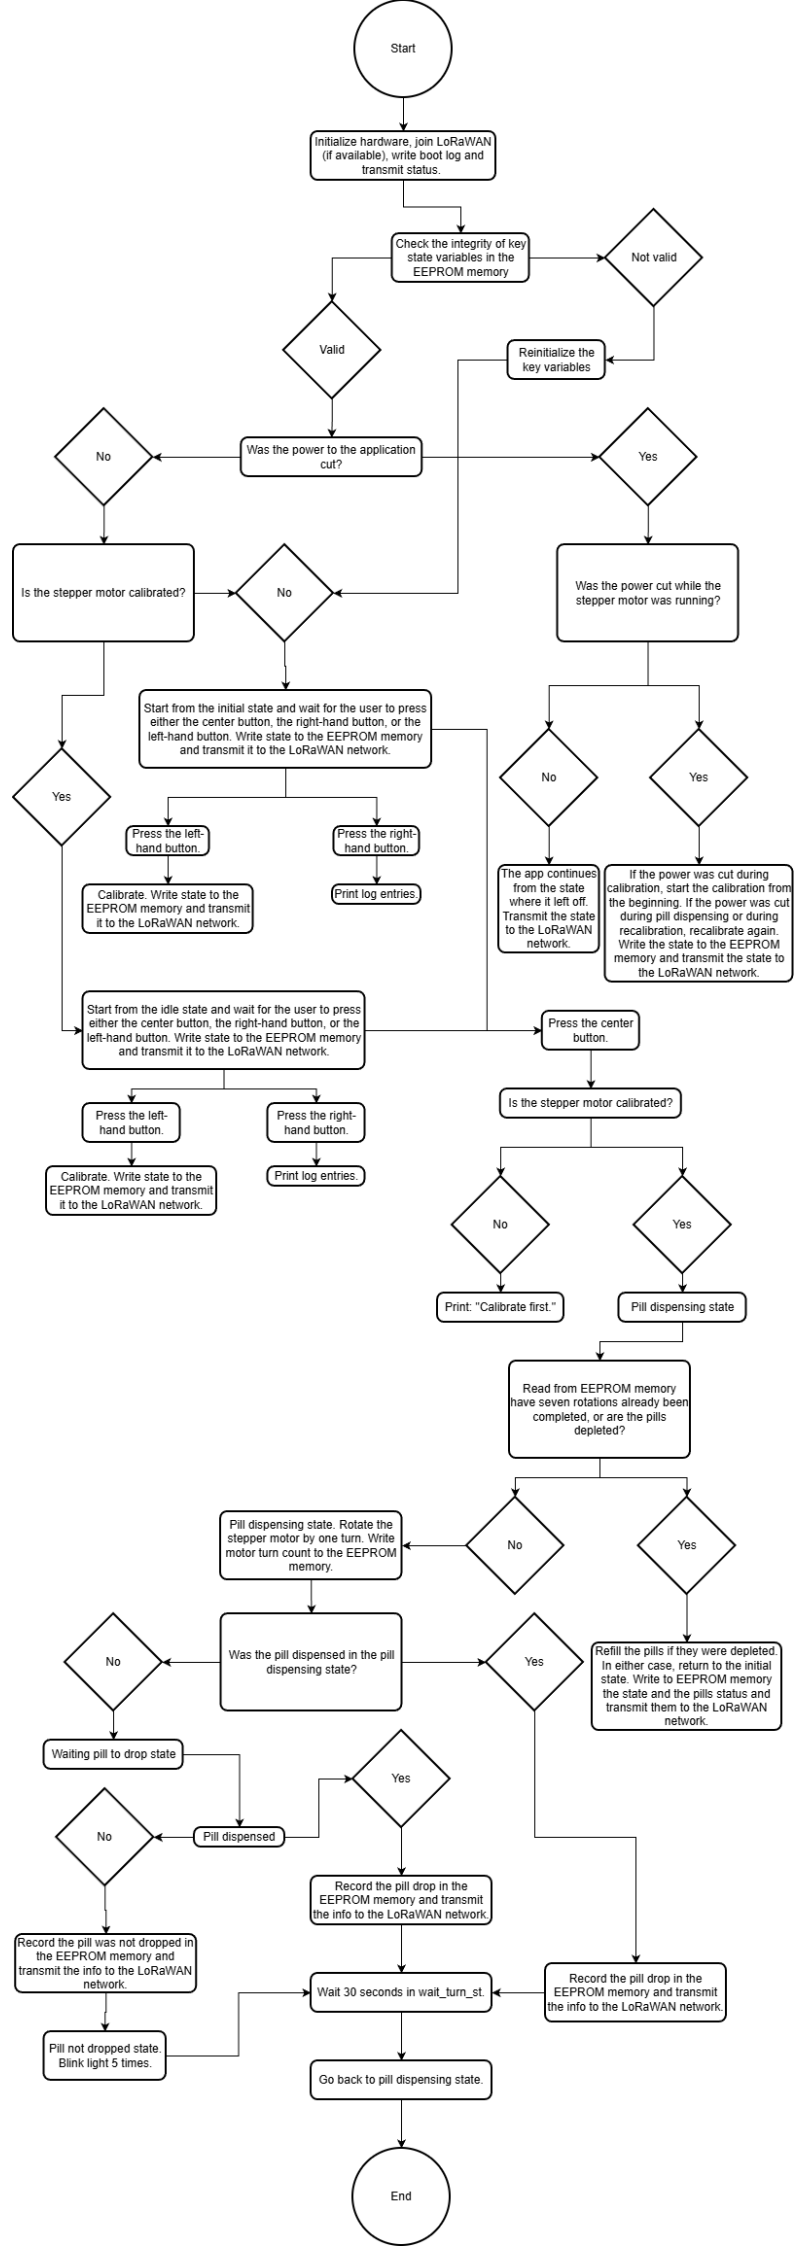 Start
Initialize hardware, join LoRaWAN
(if available), write boot log and
transmit status.
Check the integrity of key
state variables in the
EEPROM memory
Not valid
Valid
Reinitialize the
key variables
No
Was the power to the application
cut?
Yes
Is the stepper motor calibrated?
No
Was the power cut while the
stepper motor was running?
Start from the initial state and wait for the user to press
either the center button, the right-hand button, or the
left-hand button. Write state to the EEPROM memory
and transmit it to the LoRaWAN network.
No
Yes
Yes
Press the left-
hand button.
Press the right-
hand button.
Calibrate. Write state to the
EEPROM memory and transmit
it to the LoRaWAN network.
Print log entries.
The app continues
from the state
where it left off.
Transmit the state
to the LoRaWAN
network.
If the power was cut during
calibration, start the calibration from
the beginning. If the power was cut
during pill dispensing or during
recalibration, recalibrate again.
Write the state to the EEPROM
memory and transmit the state to
the LoRaWAN network.
Start from the idle state and wait for the user to press
either the center button, the right-hand button, or the
left-hand button. Write state to the EEPROM memory
and transmit it to the LoRaWAN network.
Press the center
button.
Press the left-
hand button.
Press the right-
hand button.
Is the stepper motor calibrated?
Calibrate. Write state to the
EEPROM memory and transmit
it to the LoRaWAN network.
Print log entries.
No
Yes
Print: "Calibrate first."
Pill dispensing state
Read from EEPROM memory
have seven rotations already been
completed, or are the pills
depleted?
Pill dispensing state. Rotate the
stepper motor by one turn. Write
motor turn count to the EEPROM
memory.
No
Yes
No
Was the pill dispensed in the pill
dispensing state?
Yes
Refill the pills if they were depleted.
In either case, return to the initial
state. Write to EEPROM memory
the state and the pills status and
transmit them to the LoRaWAN
network.
Waiting pill to drop state
Yes
No
Pill dispensed
Record the pill drop in the
EEPROM memory and transmit
the info to the LoRaWAN network.
Record the pill was not dropped in
the EEPROM memory and
transmit the info to the LoRaWAN
network.
Wait 30 seconds in wait_turn_st.
Record the pill drop in the
EEPROM memory and transmit
the info to the LoRaWAN network.
Pill not dropped state.
Blink light 5 times.
Go back to pill dispensing state.
End